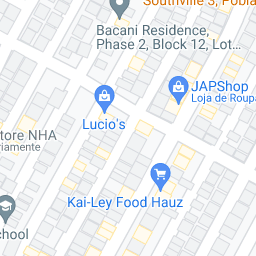 Southville 3, Pobla
Bacani Residence,
Phase 2, Block 12, Lot...
JAPShop
Loja de Roupa
Lucio's
tore NHA
riamente
Kai-Ley Food Hauz
chool